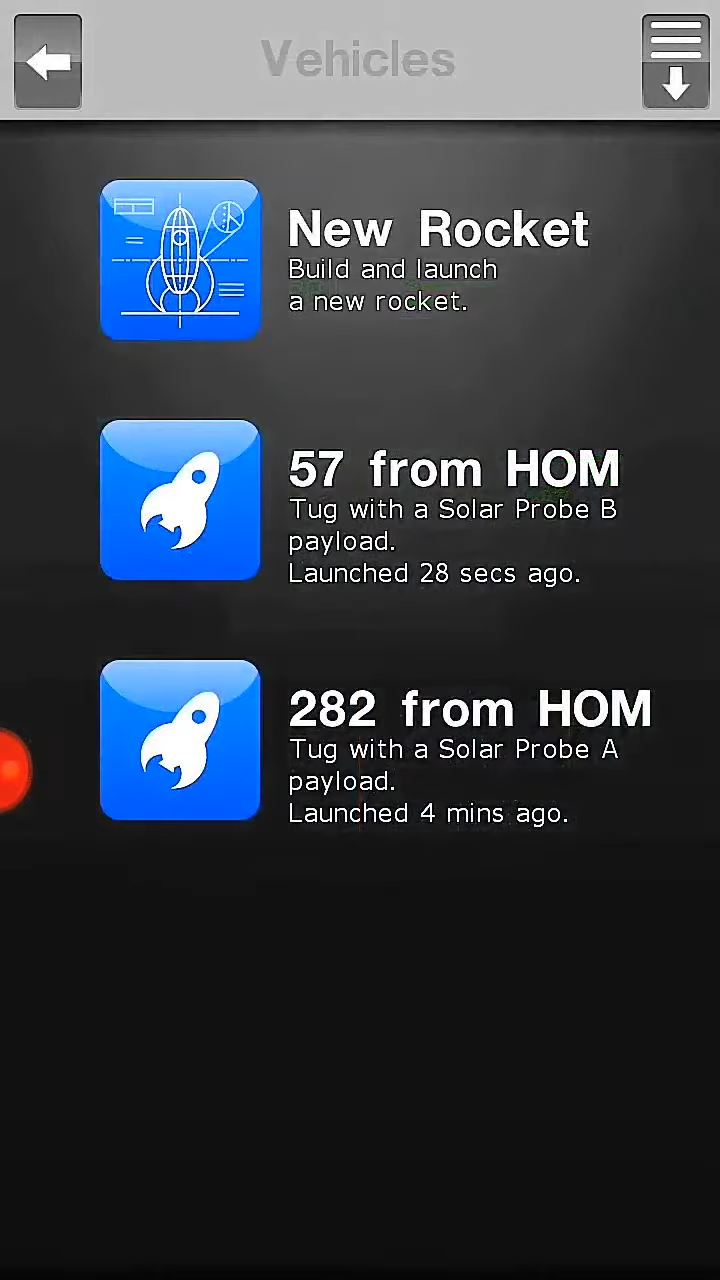 Vehicles
New Rocket
Build and launch
a new rocket.
57 from HOM
Tug with a Solar Probe B
payload.
Launched 28 secs ago.
282 from HOM
Tug with a Solar Probe A
payload.
Launched 4 mins ago.